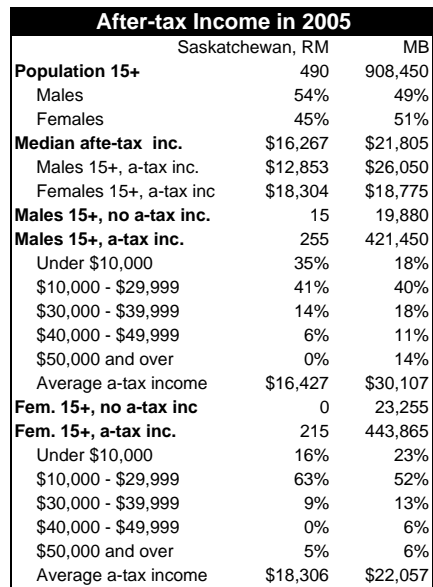 After-tax Income in 2005
Saskatchewan, RM MB
Population 15+ 490 908,450
Males 54% 49%
Females 45% 51%
Median afte-tax inc. $16,267 $21,805
Males 15+, a-tax inc. $12,853 $26,050
Females 15+, a-tax inc $18,304 $18,775
Males 15+, no a-tax inc. 15 19,880
Males 15+, a-tax inc. 255 421,450
Under $10,000 35% 18%
$10,000 - $29,999 41% 40%
$30,000 - $39,999 14% 18%
$40,000 - $49,999 6% 11%
$50,000 and over 0% 14%
Average a-tax income $16,427 $30,107
Fem. 15+, no a-tax inc 0 23,255
Fem. 15+, a-tax inc. 215 443,865
Under $10,000 16% 23%
$10,000 - $29,999 63% 52%
$30,000 - $39,999 9% 13%
$40,000 - $49,999 0% 6%
$50,000 and over 5% 6%
Average a-tax income $18,306 $22,057